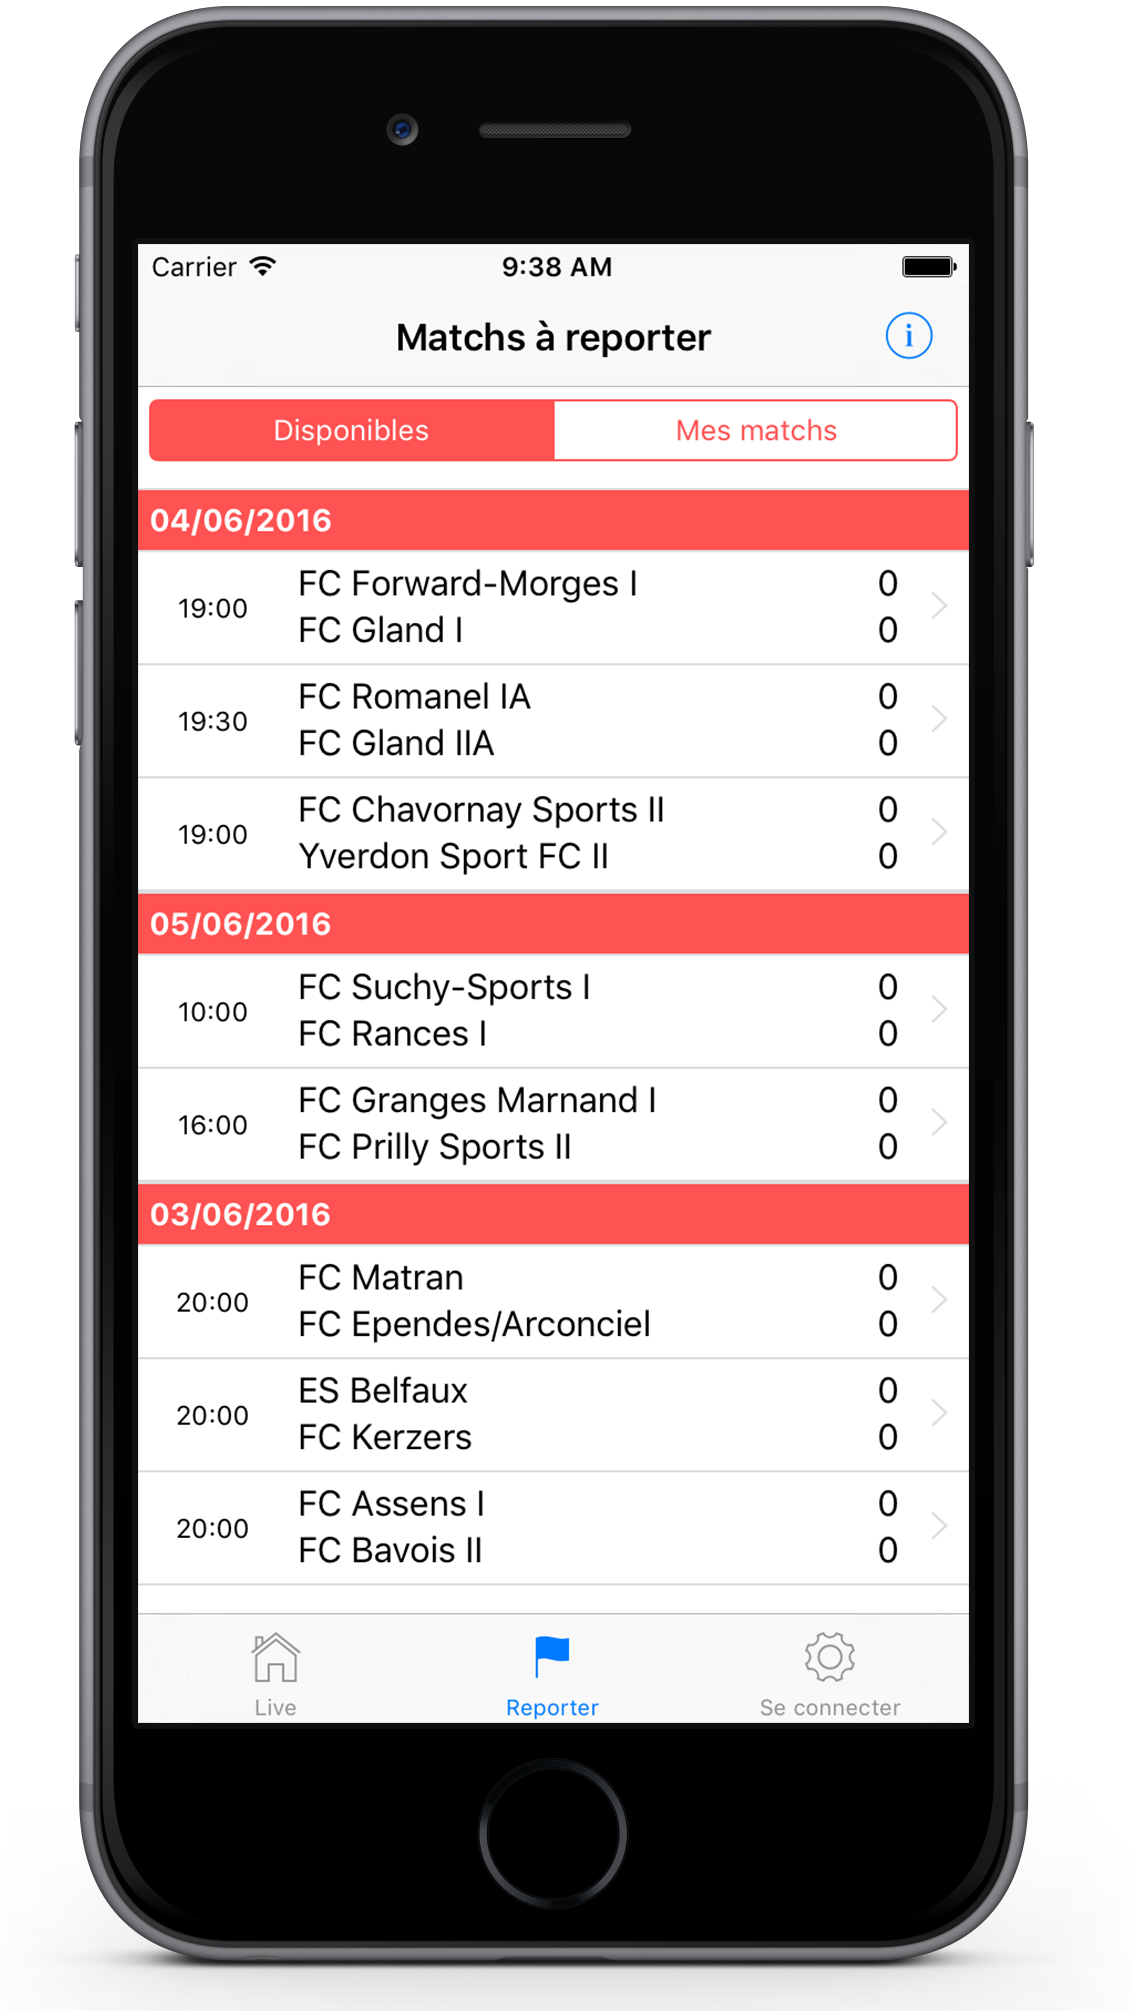 Carrier 9:38 AM
Matchs à reporter i
Disponibles Mes matchs
04/06/2016
FC Forward-Morges I 0
19:00
FC Gland I 0
FC Romanel IA 0
19:30
FC Gland IIA 0
FC Chavornay Sports II 0
19:00
Yverdon Sport FC II 0
05/06/2016
FC Suchy-Sports I 0
10:00
FC Rances I 0
FC Granges Marnand I 0
16:00
FC Prilly Sports II 0
03/06/2016
FC Matran 0
20:00
FC Ependes/Arconciel 0
ES Belfaux 0
20:00
FC Kerzers 0
FC Assens I 0
20:00
FC Bavois II 0
Live Reporter Se connecter